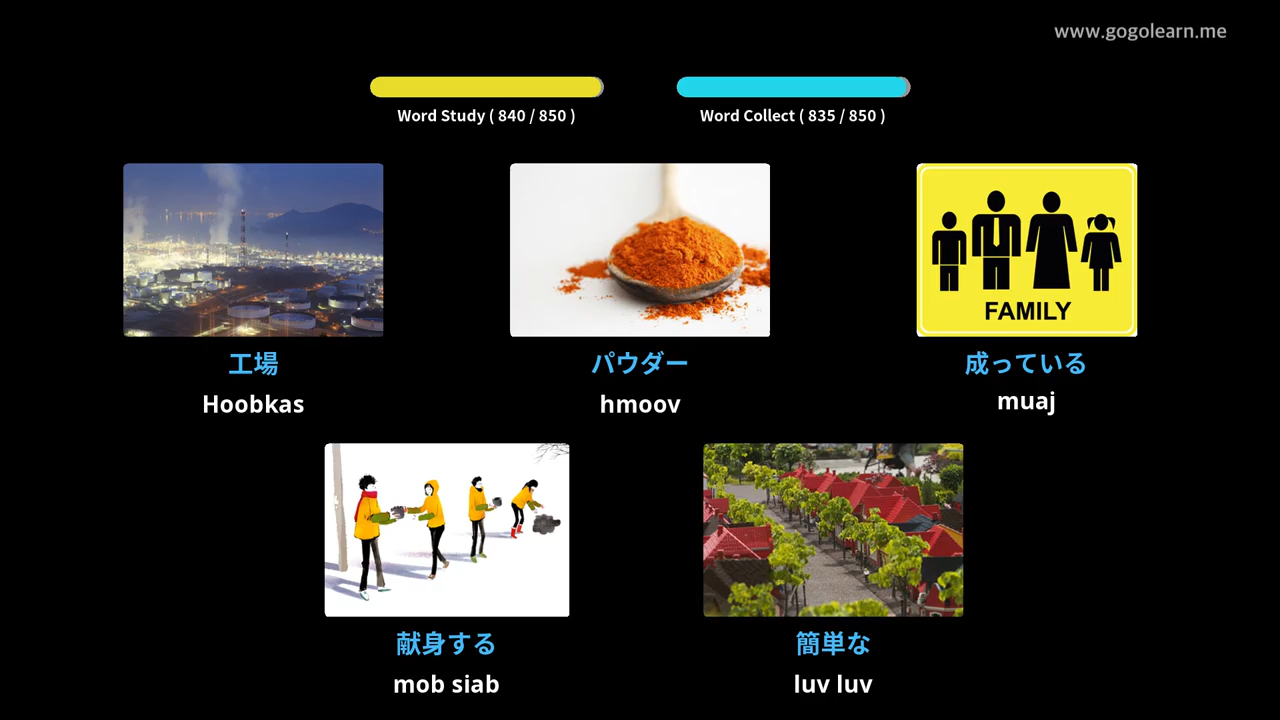 www.gogolearn.me
Word Study ( 840 / 850 )
Word Collect ( 835 / 850 )
FAMILY
工場
パウダー
成っている
Hoobkas
hmoov
muaj
献身する
簡単な
mob siab
luv luv